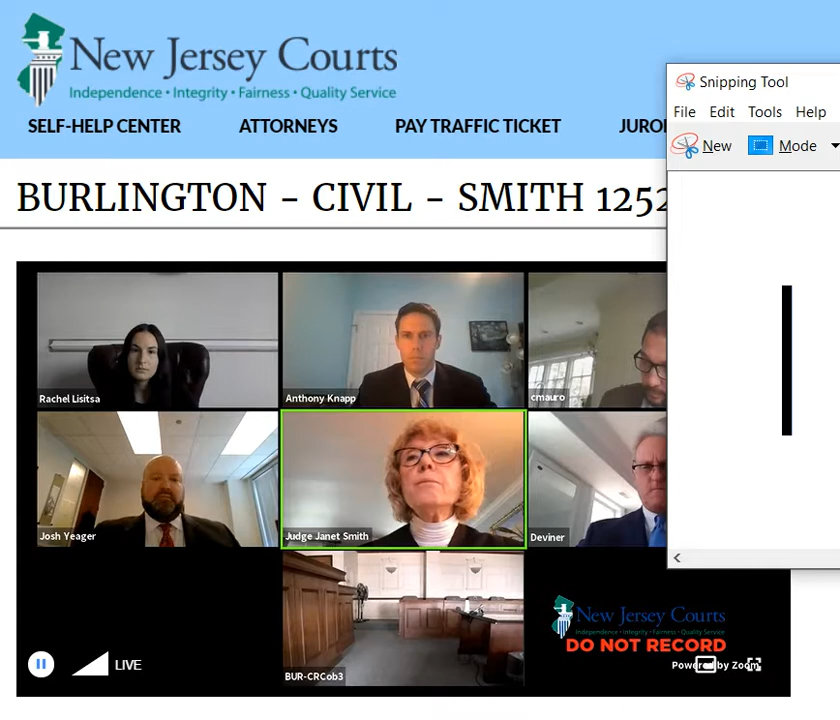 New Jersey Courts
Independence • Integrity • Fairness • Quality Service
SELF-HELP CENTER ATTORNEYS PAY TRAFFIC TICKET
Snipping Tool
File Edit Tools Help
New Mode
BURLINGTON - CIVIL - SMITH 1252
Rachel Lisitsa
Anthony Knapp
cmauro
Josh Yeager
Judge Janet Smith
Deviner
BUR-CRCob3
New Jersey Courts
Independence • Integrity • Fairness • Quality Service
DO NOT RECORD
Powered by Zoom
LIVE